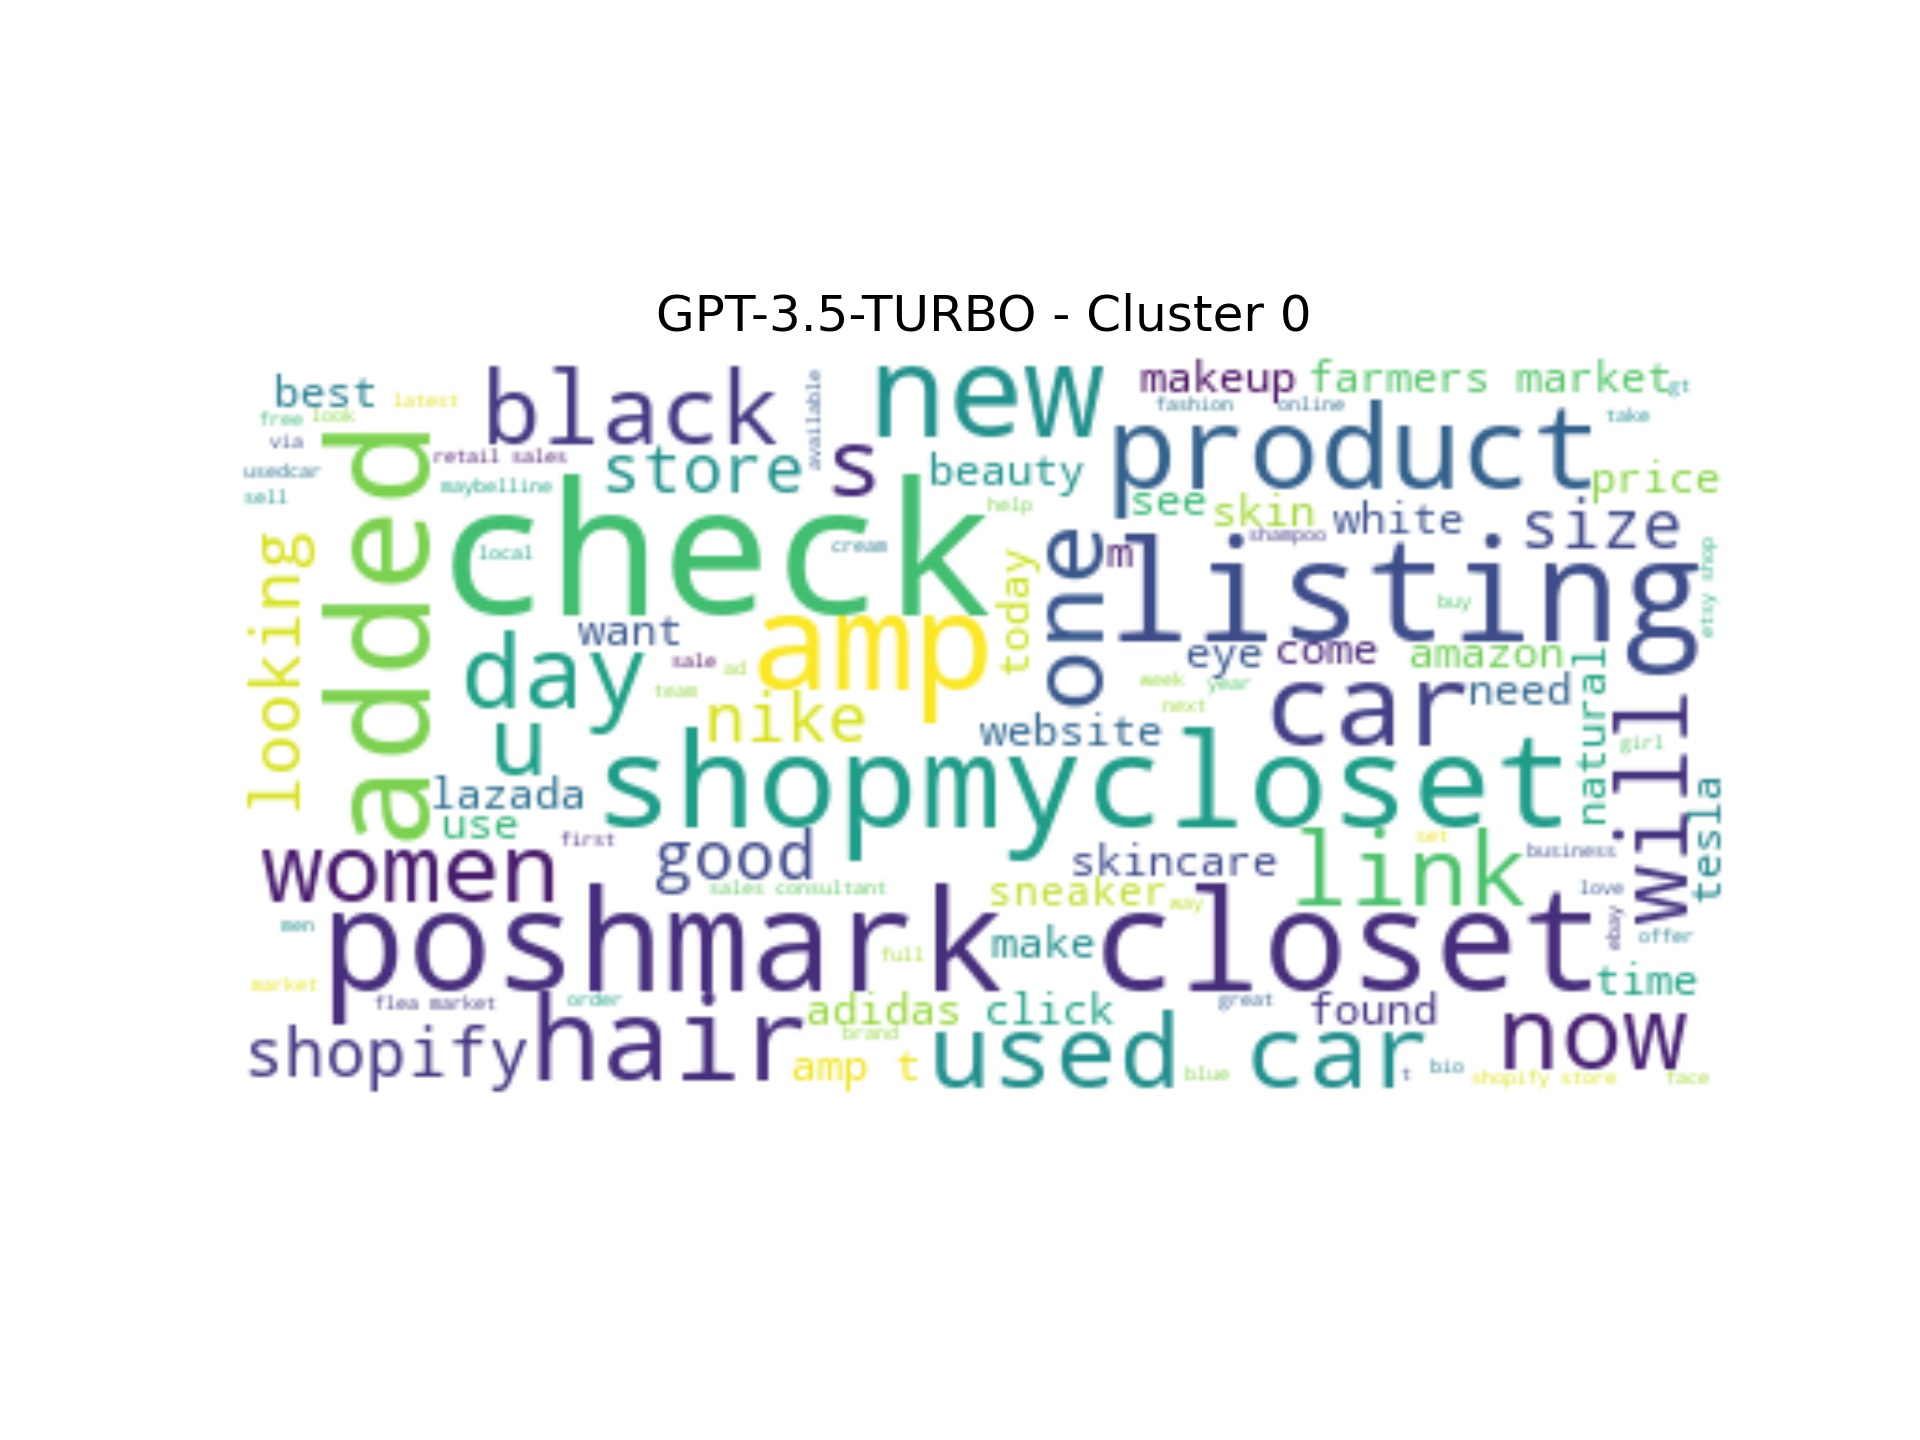 GPT-3.5-TURBO - Cluster 0
best
latest
black
available
new
makeup
farmers market
gt
free
look
fashion
online
take
via
added
retail sales
store
s
beauty
product
price
usedcar
maybelline
sell
check
help
see
skin
white
size
shampoo
looking
local
cream
today
one
m
listing
etsy shop
want
amp
buy
day
sale
ad
eye
come
amazon
natural
team
week
year
next
car
need
will
u
nike
website
girl
lazada
shopmycloset
tesla
use
first
women
good
skincare
link
set
business
sales consultant
sneaker
way
love
men
poshmark closet
full
make
ebay
offer
market
time
flea market
order
adidas
click
great
found
now
shopify
hair
brand
amp t
used car
blue
t
bio
shopify store
face